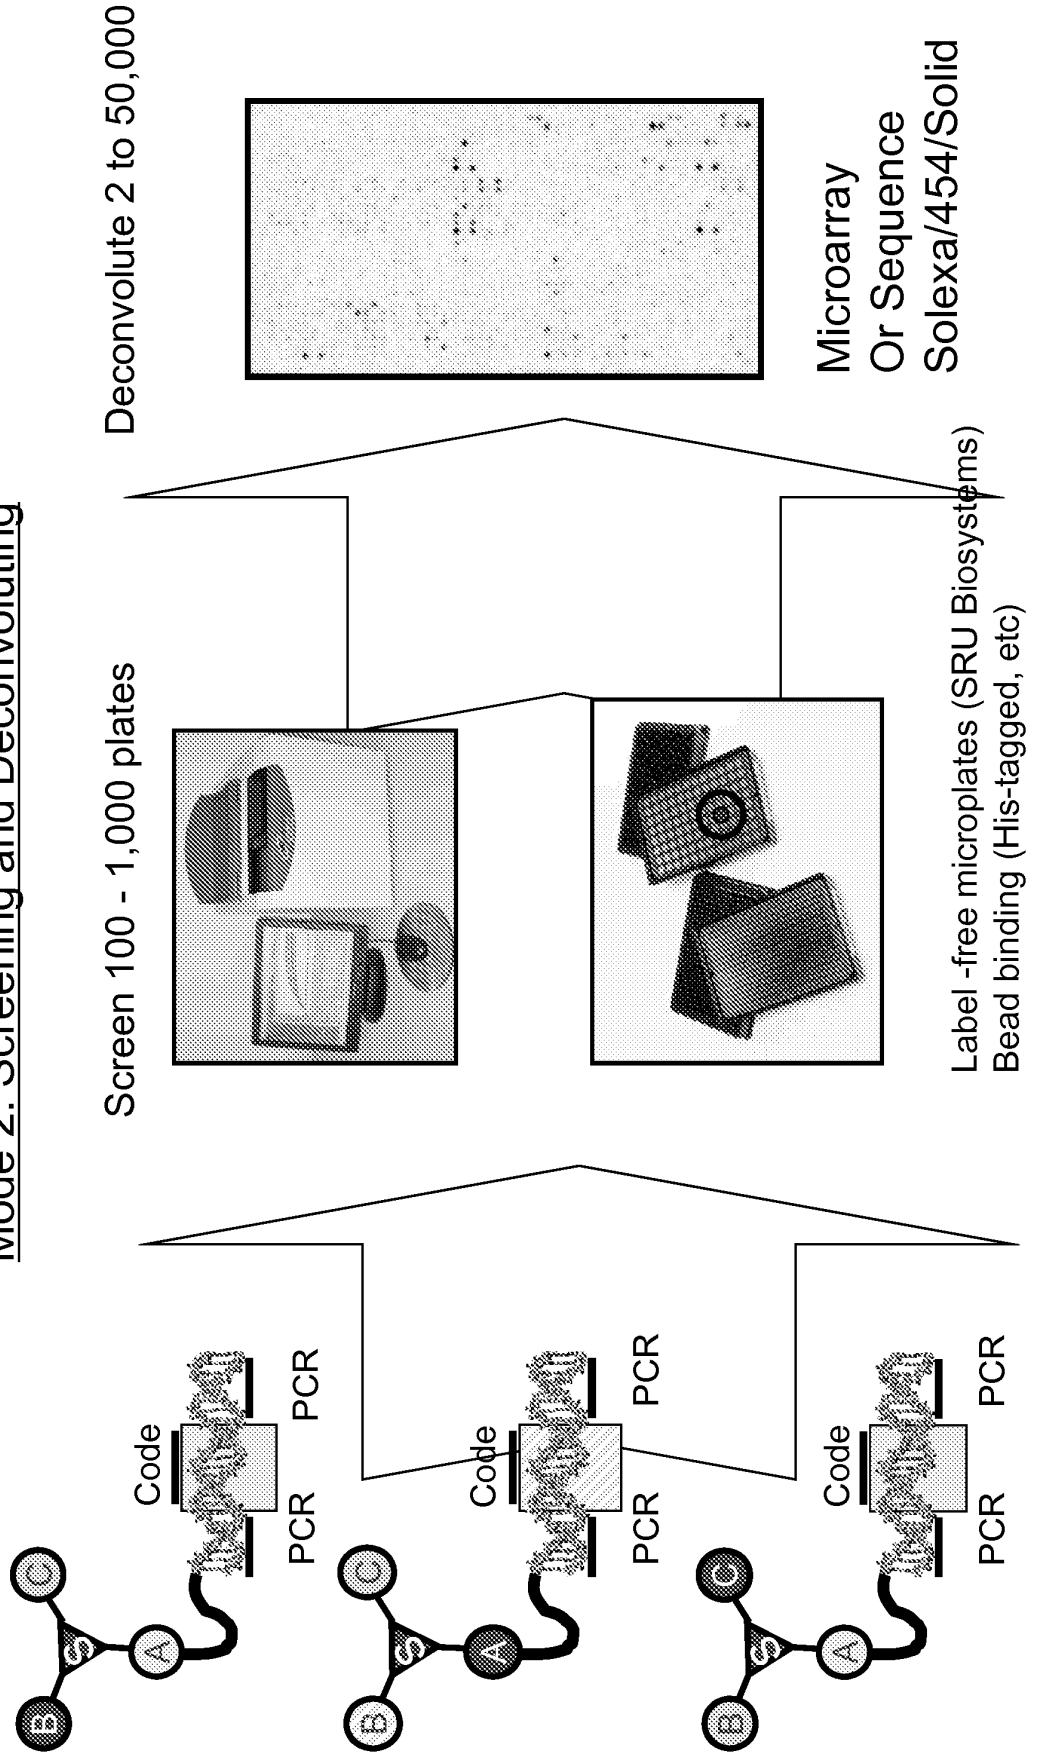 Mode 2: Screening and Deconvoluting
B
C
S
A
Code
PCR
PCR
B
C
S
A
Code
PCR
PCR
B
C
S
A
Code
PCR
PCR
Screen 100 - 1,000 plates
Label -free microplates (SRU Biosystems)
Bead binding (His-tagged, etc)
Deconvolute 2 to 50,000
Microarray
Or Sequence
Solexa/454/Solid